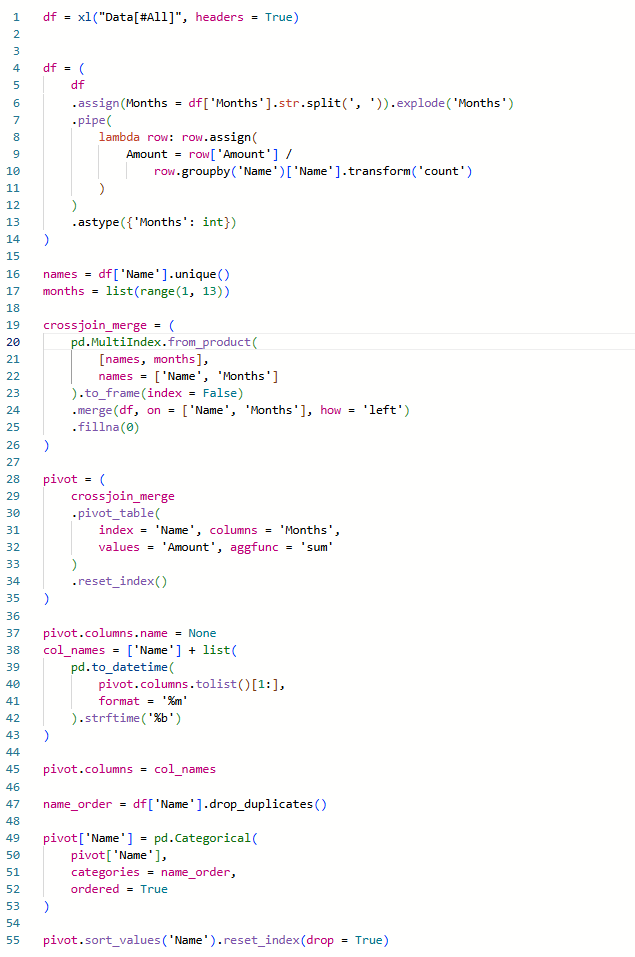 1 df = xl("Data[#All]", headers = True)
2
3
4 df = (
5     df
6     .assign(Months = df['Months'].str.split(', ')).explode('Months')
7     .pipe(
8         lambda row: row.assign(
9             Amount = row['Amount'] /
10                 row.groupby('Name')['Name'].transform('count')
11         )
12     )
13     .astype({'Months': int})
14 )
15
16 names = df['Name'].unique()
17 months = list(range(1, 13))
18
19 crossjoin_merge = (
20     pd.MultiIndex.from_product(
21         [names, months],
22         names = ['Name', 'Months']
23     ).to_frame(index = False)
24     .merge(df, on = ['Name', 'Months'], how = 'left')
25     .fillna(0)
26 )
27
28 pivot = (
29     crossjoin_merge
30     .pivot_table(
31         index = 'Name', columns = 'Months',
32         values = 'Amount', aggfunc = 'sum'
33     )
34     .reset_index()
35 )
36
37 pivot.columns.name = None
38 col_names = ['Name'] + list(
39     pd.to_datetime(
40         pivot.columns.tolist()[1:],
41         format = '%m'
42     ).strftime('%b')
43 )
44
45 pivot.columns = col_names
46
47 name_order = df['Name'].drop_duplicates()
48
49 pivot['Name'] = pd.Categorical(
50     pivot['Name'],
51     categories = name_order,
52     ordered = True
53 )
54
55 pivot.sort_values('Name').reset_index(drop = True)